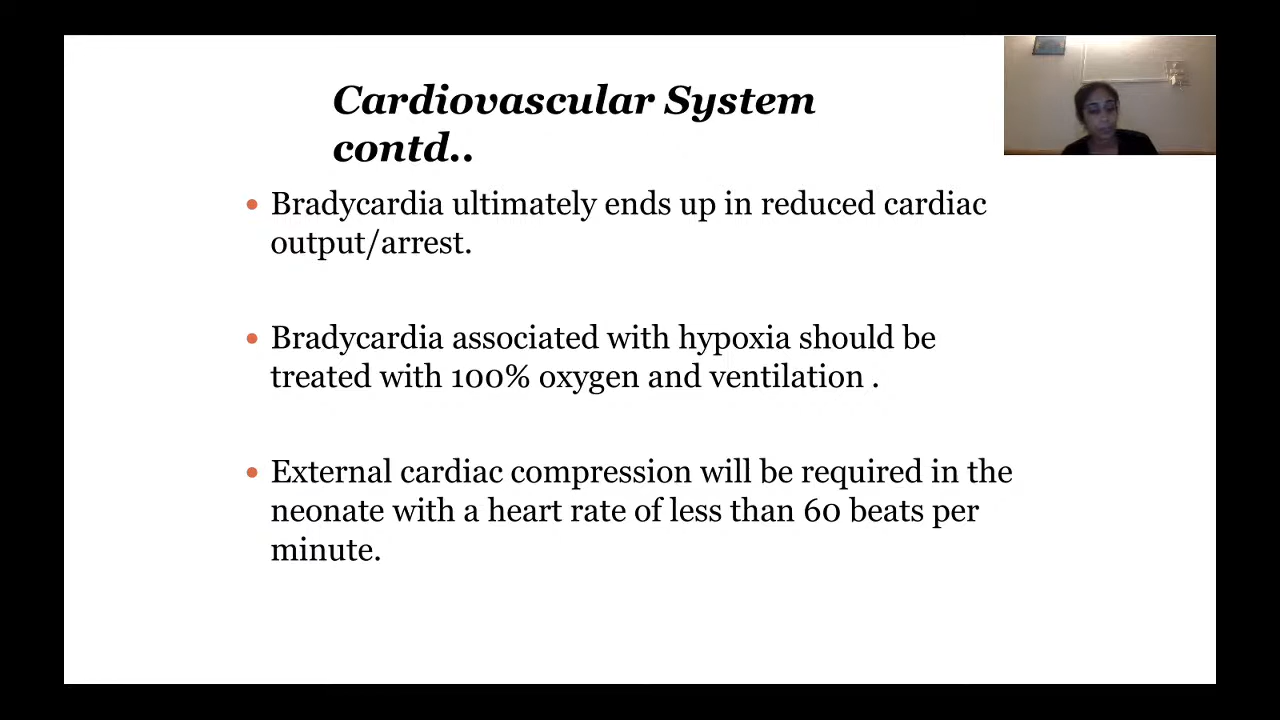 Cardiovascular System
contd..
• Bradycardia ultimately ends up in reduced cardiac
output/arrest.
• Bradycardia associated with hypoxia should be
treated with 100% oxygen and ventilation .
• External cardiac compression will be required in the
neonate with a heart rate of less than 60 beats per
minute.